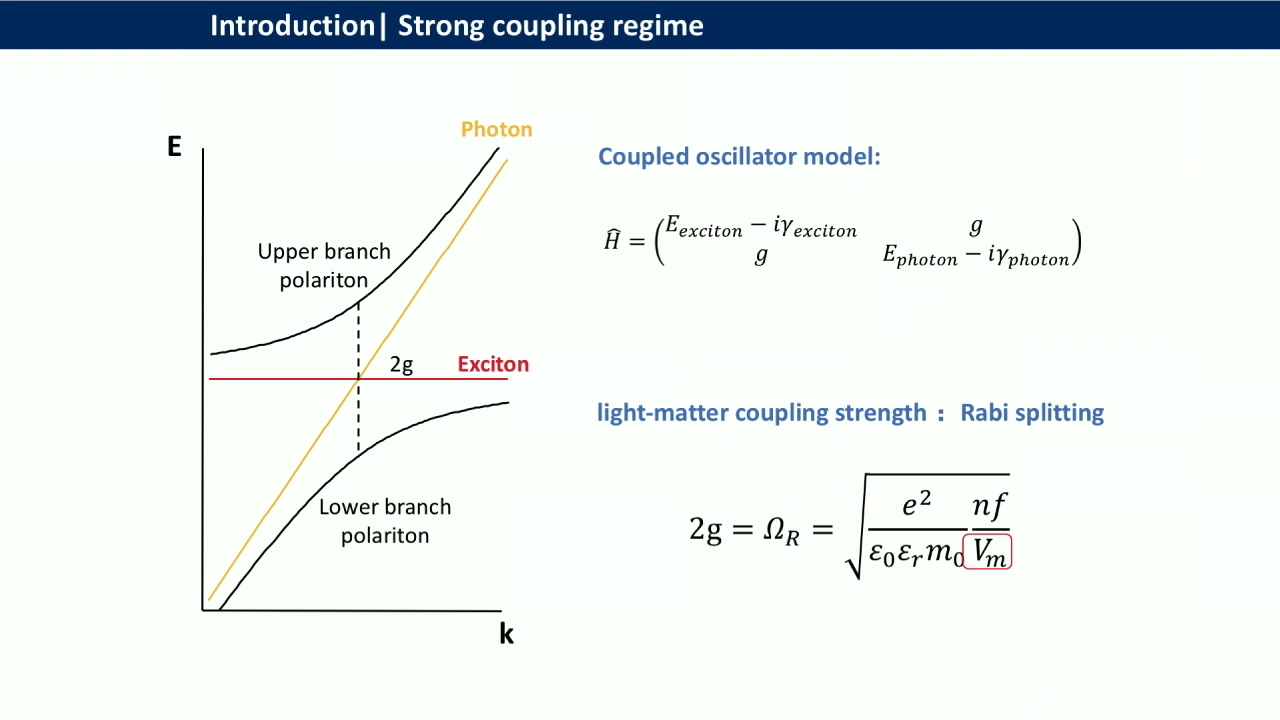 Introduction| Strong coupling regime
E
Photon
Upper branch
polariton
2g
Exciton
Lower branch
polariton
k
Coupled oscillator model:
Ĥ = (E_exciton − iγ_exciton g
g E_photon − iγ_photon)
light-matter coupling strength : Rabi splitting
2g = Ω_R = √(e²/(ε₀ε_r m₀) nf/V_m)